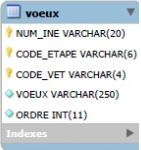 voeux
NUM_INE VARCHAR(20)
CODE_ETAPE VARCHAR(6)
CODE_VET VARCHAR(4)
VOEUX VARCHAR(250)
ORDRE INT(11)
Indexes